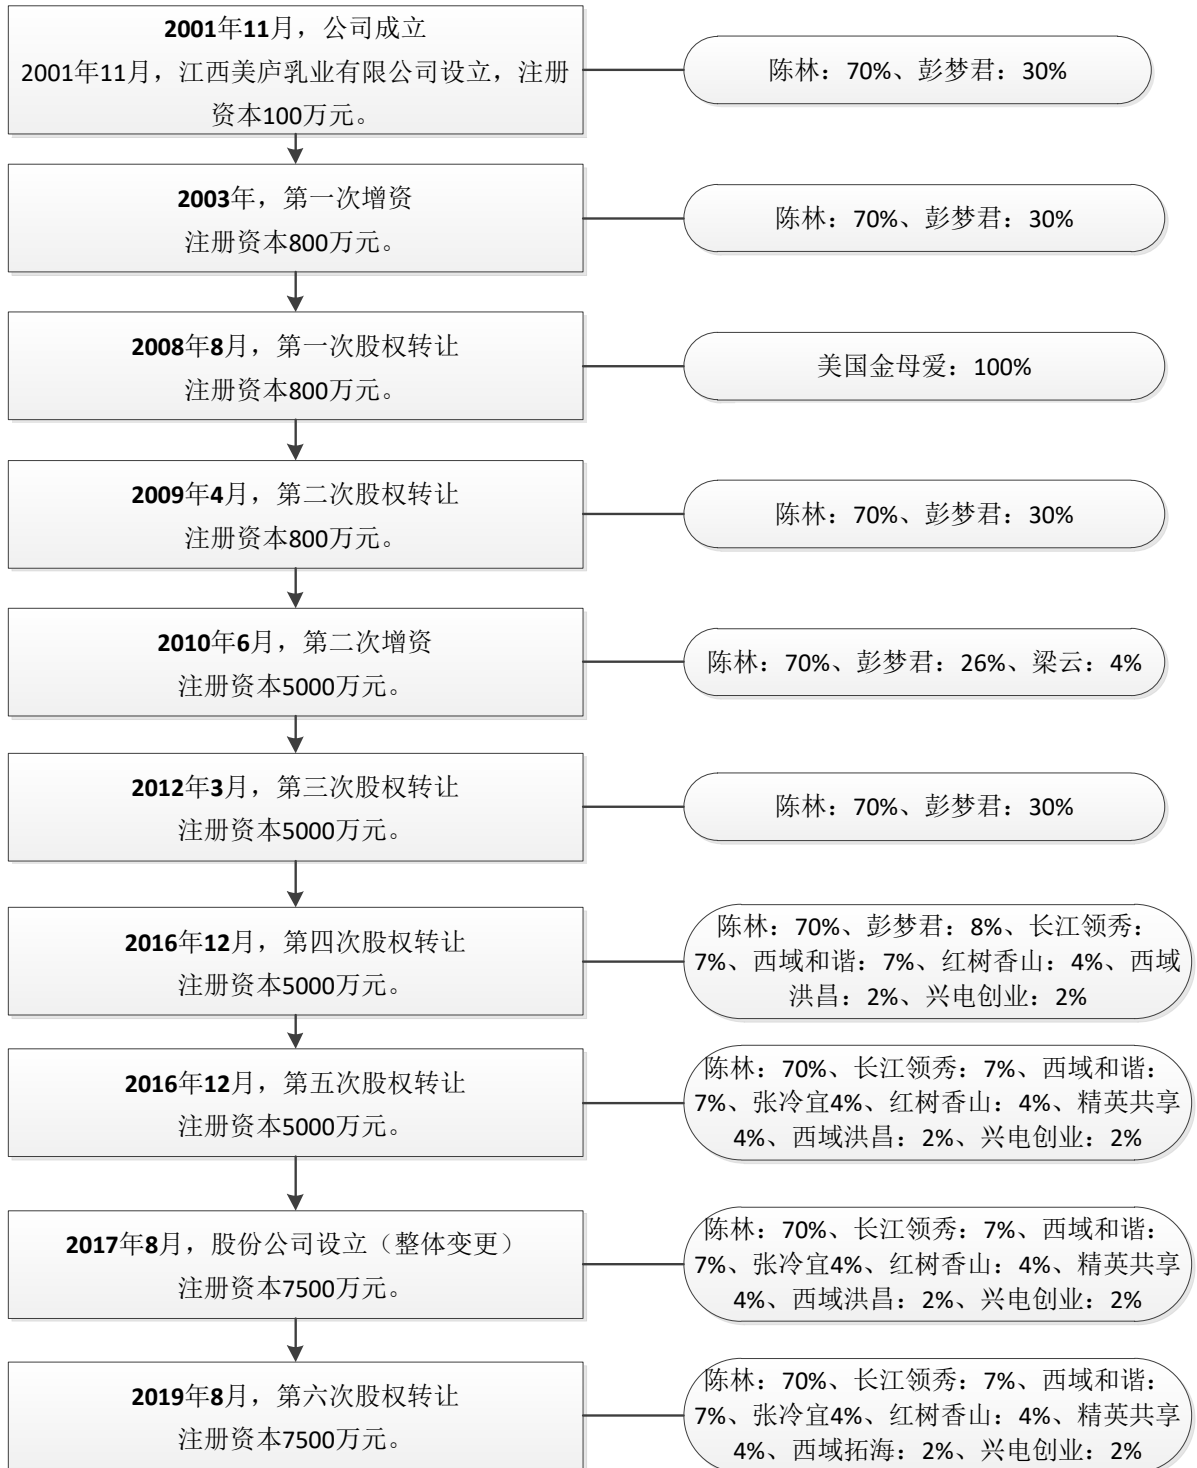 2001年11月，公司成立
2001年11月，江西美庐乳业有限公司设立，注册
资本100万元。
陈林：70%、彭梦君：30%
2003年，第一次增资
注册资本800万元。
陈林：70%、彭梦君：30%
2008年8月，第一次股权转让
注册资本800万元。
美国金母爱：100%
2009年4月，第二次股权转让
注册资本800万元。
陈林：70%、彭梦君：30%
2010年6月，第二次增资
注册资本5000万元。
陈林：70%、彭梦君：26%、梁云：4%
2012年3月，第三次股权转让
注册资本5000万元。
陈林：70%、彭梦君：30%
2016年12月，第四次股权转让
注册资本5000万元。
陈林：70%、彭梦君：8%、长江领秀：
7%、西域和谐：7%、红树香山：4%、西域
洪昌：2%、兴电创业：2%
2016年12月，第五次股权转让
注册资本5000万元。
陈林：70%、长江领秀：7%、西域和谐：
7%、张冷宜4%、红树香山：4%、精英共享
4%、西域洪昌：2%、兴电创业：2%
2017年8月，股份公司设立（整体变更）
注册资本7500万元。
陈林：70%、长江领秀：7%、西域和谐：
7%、张冷宜4%、红树香山：4%、精英共享
4%、西域洪昌：2%、兴电创业：2%
2019年8月，第六次股权转让
注册资本7500万元。
陈林：70%、长江领秀：7%、西域和谐：
7%、张冷宜4%、红树香山：4%、精英共享
4%、西域拓海：2%、兴电创业：2%